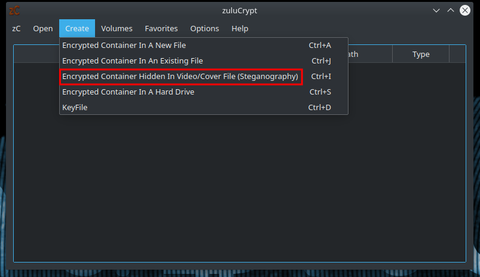 zC zuluCrypt
zC Open Create Volumes Favorites Options Help
Encrypted Container In A New File Ctrl+A
Encrypted Container In An Existing File Ctrl+J
Encrypted Container Hidden In Video/Cover File (Steganography) Ctrl+I
Encrypted Container In A Hard Drive Ctrl+S
KeyFile Ctrl+D
Type